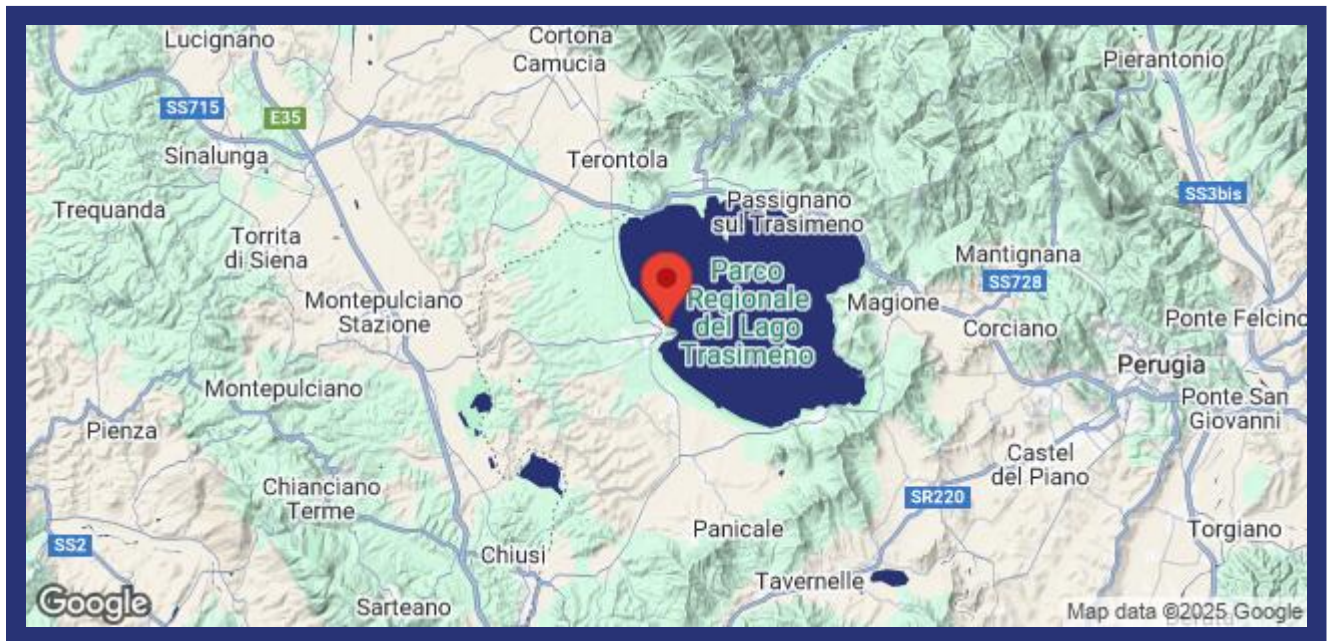 Lucignano
Cortona
Camucia
Pierantonio
SS715
E35
Sinalunga
Terontola
SS3bis
Trequanda
Passignano
sul Trasimeno
Torrita
di Siena
Mantignana
SS728
Parco
Regionale
del Lago
Trasimeno
Montepulciano
Stazione
Magione
Corciano
Ponte Felcino
Perugia
Montepulciano
Ponte San
Giovanni
Pienza
Castel
del Piano
Chianciano
Terme
SR220
Panicale
Torgiano
SS2
Chiusi
Tavernelle
Google
Sarteano
Map data ©2025 Google